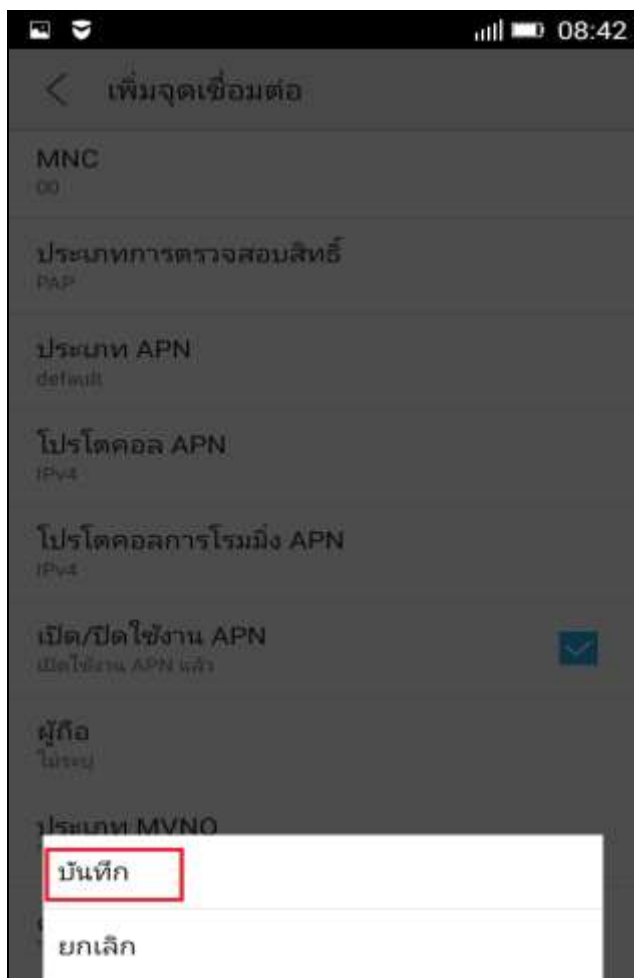 08:42
เพิ่มจุดเชื่อมต่อ
MNC
00
ประเภทการตรวจสอบสิทธิ์
PAP
ประเภท APN
default
โปรโตคอล APN
IPv4
โปรโตคอลการโรมมิ่ง APN
IPv4
เปิด/ปิดใช้งาน APN
เปิดใช้งาน APN แล้ว
ผู้ถือ
ไม่ระบุ
ประเภท MVNO
บันทึก
ยกเลิก